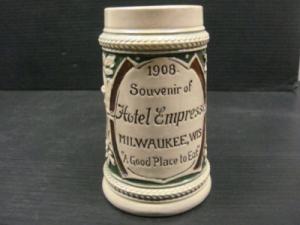 1908
Souvenir of
Hotel Empress
MILWAUKEE, WIS
"A Good Place to Eat"